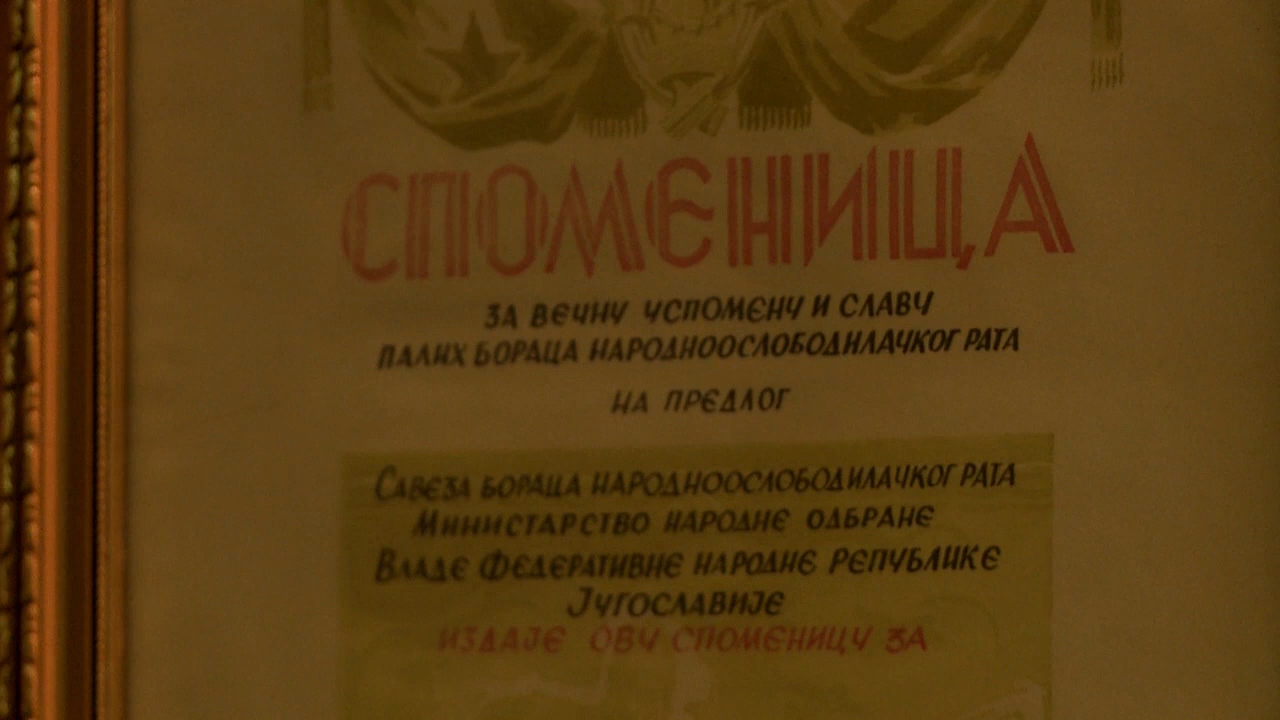 СПОМЕНИЦА
ЗА ВЕЧНУ УСПОМЕНУ И СЛАВУ
ПАЛИХ БОРАЦА НАРОДНООСЛОБОДИЛАЧКОГ РАТА
НА ПРЕДЛОГ
САВЕЗА БОРАЦА НАРОДНООСЛОБОДИЛАЧКОГ РАТА
МИНИСТАРСТВО НАРОДНЕ ОДБРАНЕ
ВЛАДЕ ФЕДЕРАТИВНЕ НАРОДНЕ РЕПУБЛИКЕ
ЈУГОСЛАВИЈЕ
ИЗДАЈЕ ОВУ СПОМЕНИЦУ ЗА